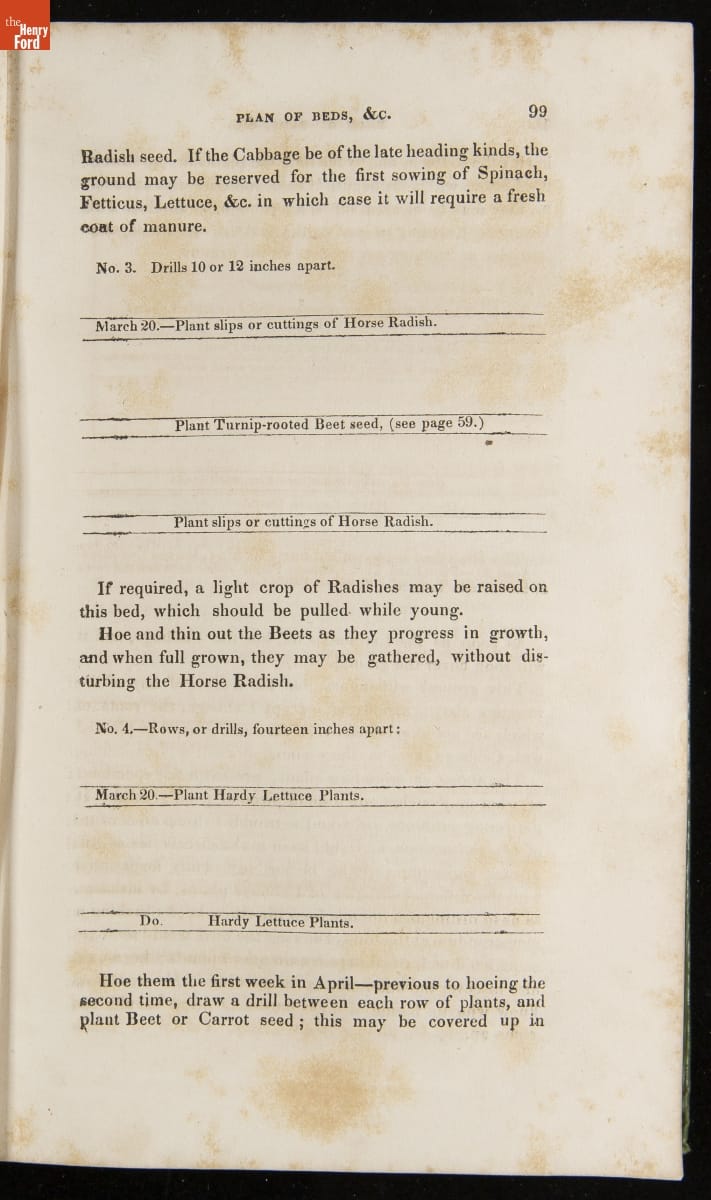 the
Henry
Ford
PLAN OF BEDS, &c. 99
Radish seed. If the Cabbage be of the late heading kinds, the
ground may be reserved for the first sowing of Spinach,
Fetticus, Lettuce, &c. in which case it will require a fresh
coat of manure.
No. 3. Drills 10 or 12 inches apart.
March 20.—Plant slips or cuttings of Horse Radish.
Plant Turnip-rooted Beet seed, (see page 59.)
Plant slips or cuttings of Horse Radish.
If required, a light crop of Radishes may be raised on
this bed, which should be pulled while young.
Hoe and thin out the Beets as they progress in growth,
and when full grown, they may be gathered, without dis-
turbing the Horse Radish.
No. 4.—Rows, or drills, fourteen inches apart:
March 20.—Plant Hardy Lettuce Plants.
Do. Hardy Lettuce Plants.
Hoe them the first week in April—previous to hoeing the
second time, draw a drill between each row of plants, and
plant Beet or Carrot seed; this may be covered up in